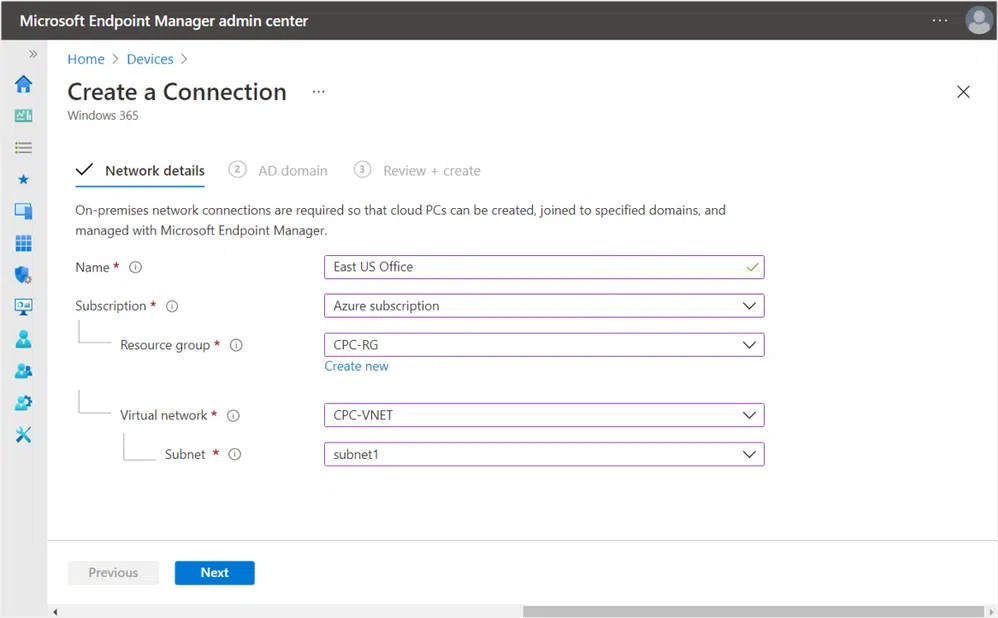 Microsoft Endpoint Manager admin center
Home > Devices >
Create a Connection ...
Windows 365
Network details 2 AD domain 3 Review + create
On-premises network connections are required so that cloud PCs can be created, joined to specified domains, and
managed with Microsoft Endpoint Manager.
Name * East US Office
Subscription * Azure subscription
Resource group * CPC-RG
Create new
Virtual network * CPC-VNET
Subnet * subnet1
Previous Next